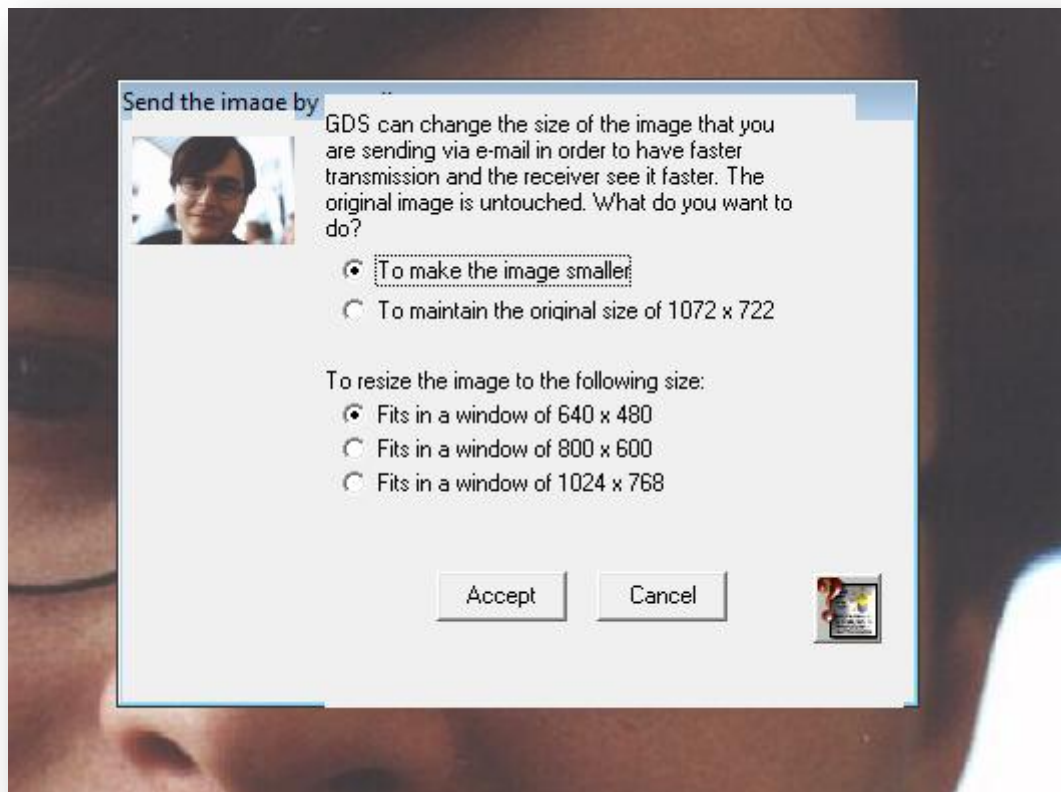 Send the image by
GDS can change the size of the image that you
are sending via e-mail in order to have faster
transmission and the receiver see it faster. The
original image is untouched. What do you want to
do?
To make the image smaller
To maintain the original size of 1072 x 722
To resize the image to the following size:
Fits in a window of 640 x 480
Fits in a window of 800 x 600
Fits in a window of 1024 x 768
Accept
Cancel